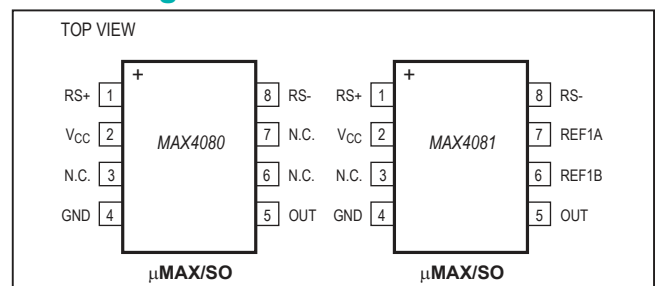 TOP VIEW
+
RS+ 1
VCC 2
N.C. 3
GND 4
MAX4080
8 RS-
7 N.C.
6 N.C.
5 OUT
µMAX/SO
+
RS+ 1
VCC 2
N.C. 3
GND 4
MAX4081
8 RS-
7 REF1A
6 REF1B
5 OUT
µMAX/SO